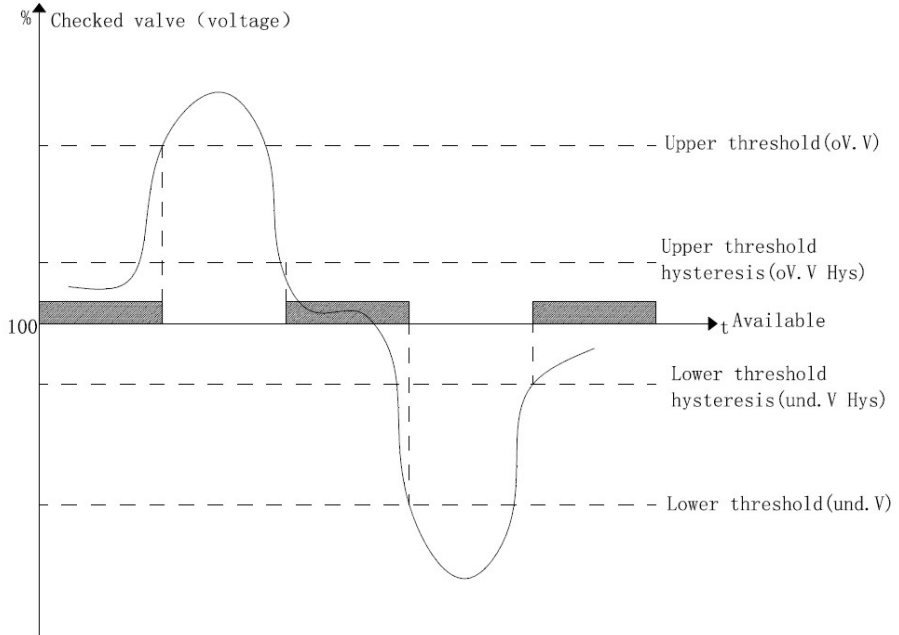 % Checked valve (voltage)
Upper threshold(oV.V)
Upper threshold
hysteresis(oV.V Hys)
100
t Available
Lower threshold
hysteresis(und.V Hys)
Lower threshold(und.V)